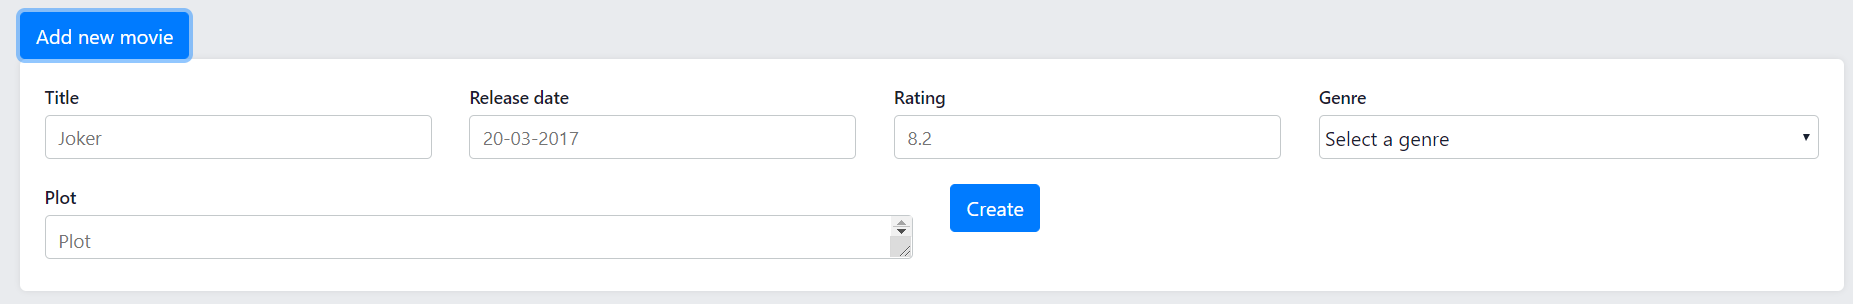 Add new movie
Title Release date Rating Genre
Joker 20-03-2017 8.2 Select a genre
Plot
Create
Plot